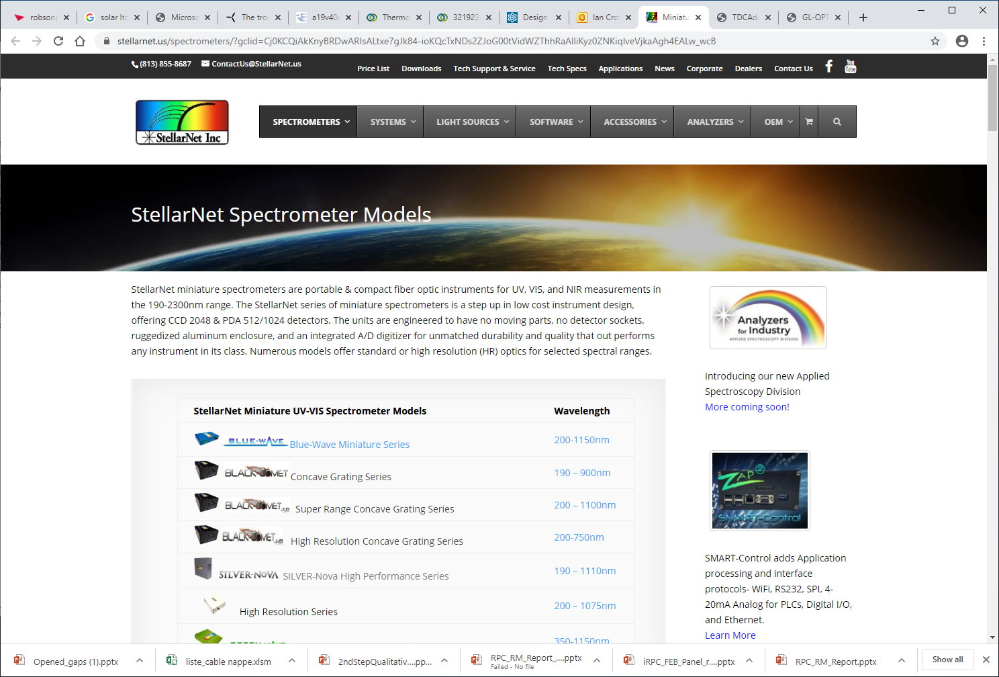 robsonp
solar ltd
Microsc
The trou
a19v40r
Thermo
321923
Design
Ian Cro
Miniatu
TDCAda
GL-OPT
stellarnet.us/spectrometers/?gclid=Cj0KCQiAkKnyBRDwARIsALtxe7gJk84-ioKQcTxNDs2ZJoG00tVidWZThhRaAlliKyz0ZNKiqlveVjkaAgh4EALw_wcB
(813) 855-8687 ContactUs@StellarNet.us
Price List Downloads Tech Support & Service Tech Specs Applications News Corporate Dealers Contact Us You Tube
StellarNet Inc
SPECTROMETERS SYSTEMS LIGHT SOURCES SOFTWARE ACCESSORIES ANALYZERS OEM
StellarNet Spectrometer Models
StellarNet miniature spectrometers are portable & compact fiber optic instruments for UV, VIS, and NIR measurements in
the 190-2300nm range. The StellarNet series of miniature spectrometers is a step up in low cost instrument design,
offering CCD 2048 & PDA 512/1024 detectors. The units are engineered to have no moving parts, no detector sockets,
ruggedized aluminum enclosure, and an integrated A/D digitizer for unmatched durability and quality that out performs
any instrument in its class. Numerous models offer standard or high resolution (HR) optics for selected spectral ranges.
StellarNet Miniature UV-VIS Spectrometer Models Wavelength
BLUE-WAVE Blue-Wave Miniature Series 200-1150nm
BLACK-COMET Concave Grating Series 190 – 900nm
BLACK-COMET-SR Super Range Concave Grating Series 200 – 1100nm
BLACK-COMET-HR High Resolution Concave Grating Series 200-750nm
SILVER-NOVA SILVER-Nova High Performance Series 190 – 1110nm
High Resolution Series 200 – 1075nm
GREEN-WAVE 350-1150nm
Analyzers
for Industry
APPLIED SPECTROSCOPY DIVISION
Introducing our new Applied
Spectroscopy Division
More coming soon!
ZAP 2
SMART-Control
SMART-Control adds Application
processing and interface
protocols- WiFi, RS232, SPI, 4-
20mA Analog for PLCs, Digital I/O,
and Ethernet.
Learn More
Opened_gaps (1).pptx
liste_cable nappe.xlsm
2ndStepQualitativ....pp...
RPC_RM_Report_....pptx
Failed - No file
iRPC_FEB_Panel_r....pptx
RPC_RM_Report.pptx
Show all